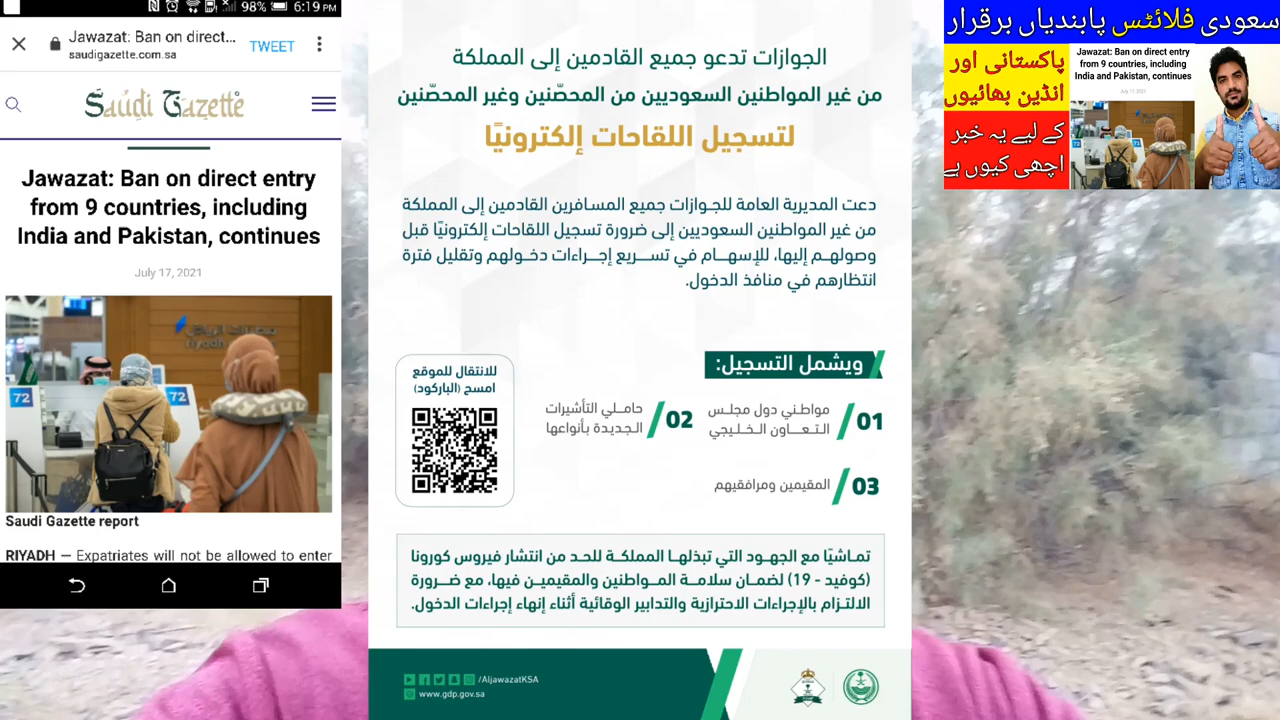 98% 6:19 PM
Jawazat: Ban on direct...
saudigazette.com.sa
TWEET
Saudi Gazette
Jawazat: Ban on direct entry
from 9 countries, including
India and Pakistan, continues
July 17, 2021
72
72
Saudi Gazette report
RIYADH — Expatriates will not be allowed to enter
الجوازات تدعو جميع القادمين إلى المملكة
من غير المواطنين السعوديين من المحصّنين وغير المحصّنين
لتسجيل اللقاحات إلكترونيًا
دعت المديرية العامة للجوازات جميع المسافرين القادمين إلى المملكة
من غير المواطنين السعوديين إلى ضرورة تسجيل اللقاحات إلكترونيًا قبل
وصولهم إليها، للإسهام في تسريع إجراءات دخولهم وتقليل فترة
انتظارهم في منافذ الدخول.
ويشمل التسجيل:
01
مواطني دول مجلس
التعاون الخليجي
02
حاملي التأشيرات
الجديدة بأنواعها
03
المقيمين ومرافقيهم
للانتقال للموقع
امسح (الباركود)
تماشيًا مع الجهود التي تبذلها المملكة للحد من انتشار فيروس كورونا
(كوفيد - 19) لضمان سلامة المواطنين والمقيمين فيها، مع ضرورة
الالتزام بالإجراءات الاحترازية والتدابير الوقائية أثناء إنهاء إجراءات الدخول.
/AljawazatKSA
www.gdp.gov.sa
سعودی فلائٹس پابندیاں برقرار
پاکستانی اور
انڈین بھائیوں
کے لیے یہ خبر
اچھی کیوں ہے
Jawazat: Ban on direct entry
from 9 countries, including
India and Pakistan, continues
July 17, 2021